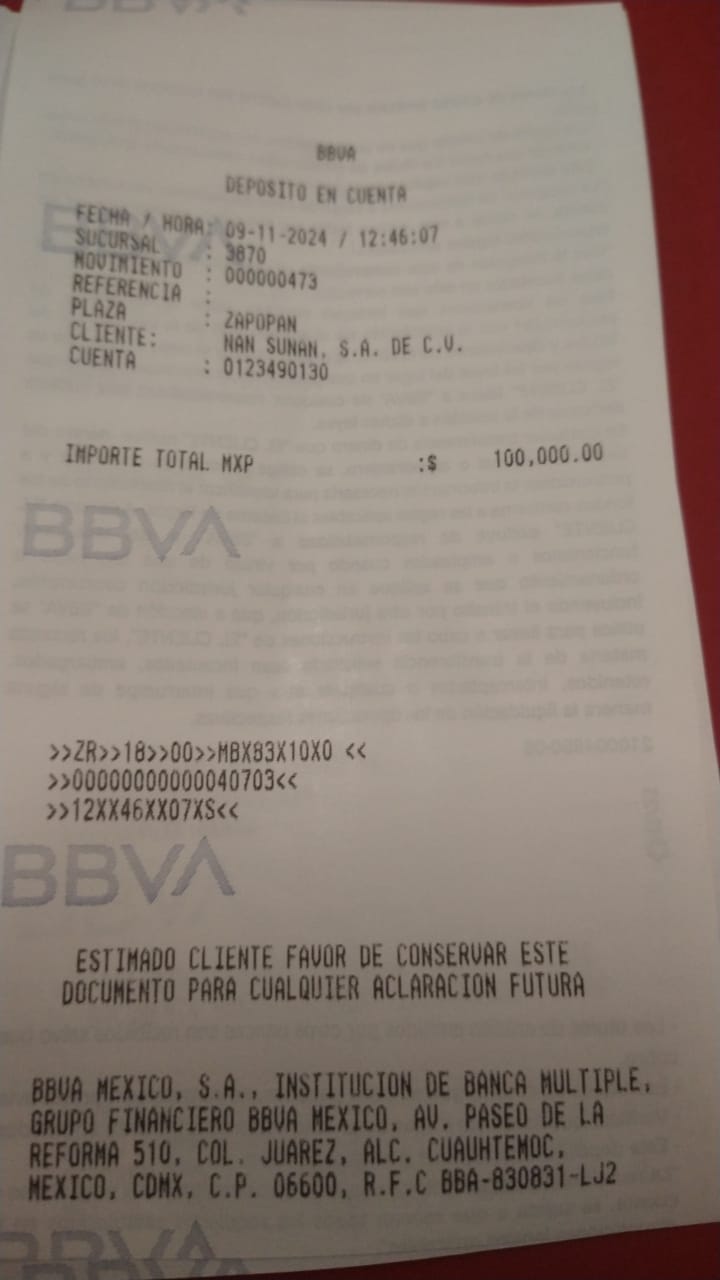 BBVA
DEPOSITO EN CUENTA
FECHA / HORA: 09-11-2024 / 12:46:07
SUCURSAL : 3870
MOVIMIENTO : 000000473
REFERENCIA :
PLAZA : ZAPOPAN
CLIENTE: NAN SUNAN, S.A. DE C.V.
CUENTA : 0123490130
IMPORTE TOTAL MXP :$ 100,000.00
BBVA
>>ZR>>18>>00>>MBX83X10X0 <<
>>00000000000040703<<
>>12XX46XX07XS<<
BBVA
ESTIMADO CLIENTE FAVOR DE CONSERVAR ESTE
DOCUMENTO PARA CUALQUIER ACLARACION FUTURA
BBVA MEXICO, S.A., INSTITUCION DE BANCA MULTIPLE,
GRUPO FINANCIERO BBVA MEXICO, AV. PASEO DE LA
REFORMA 510, COL. JUAREZ, ALC. CUAUHTEMOC,
MEXICO, CDMX, C.P. 06600, R.F.C BBA-830831-LJ2
BBVA